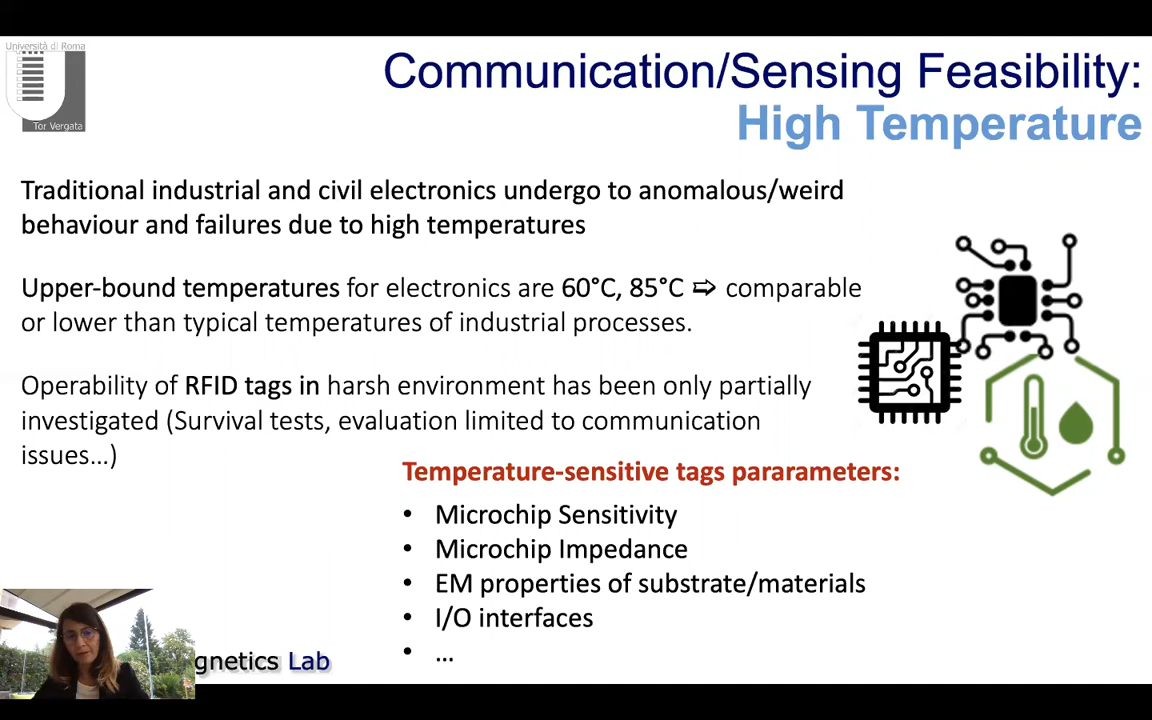 Università di Roma
Tor Vergata
Communication/Sensing Feasibility:
High Temperature
Traditional industrial and civil electronics undergo to anomalous/weird
behaviour and failures due to high temperatures
Upper-bound temperatures for electronics are 60°C, 85°C ⇨ comparable
or lower than typical temperatures of industrial processes.
Operability of RFID tags in harsh environment has been only partially
investigated (Survival tests, evaluation limited to communication
issues…)
Temperature-sensitive tags pararameters:
• Microchip Sensitivity
• Microchip Impedance
• EM properties of substrate/materials
• I/O interfaces
• …
gnetics Lab